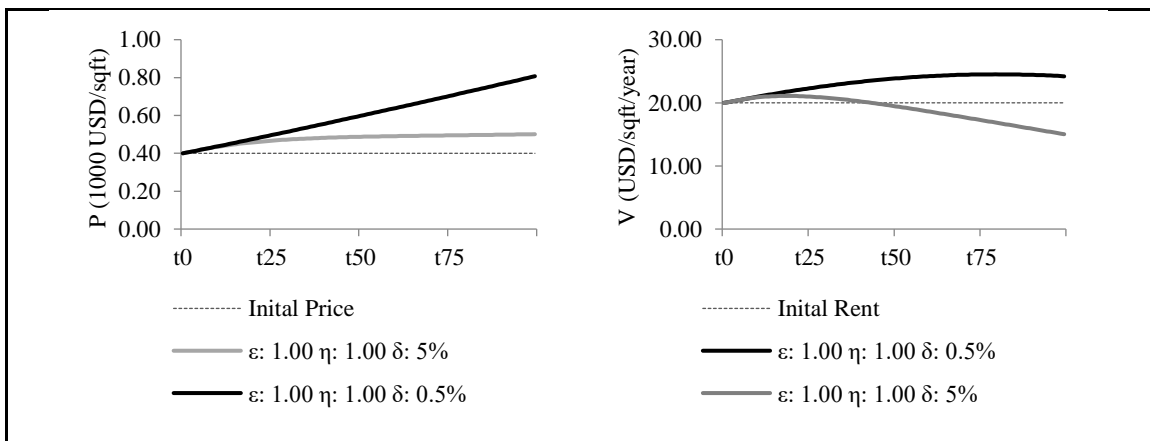 P (1000 USD/sqft)
1.00
0.80
0.60
0.40
0.20
0.00
t0 t25 t50 t75
Inital Price
ε: 1.00 η: 1.00 δ: 5%
ε: 1.00 η: 1.00 δ: 0.5%
V (USD/sqft/year)
30.00
20.00
10.00
0.00
t0 t25 t50 t75
Inital Rent
ε: 1.00 η: 1.00 δ: 0.5%
ε: 1.00 η: 1.00 δ: 5%